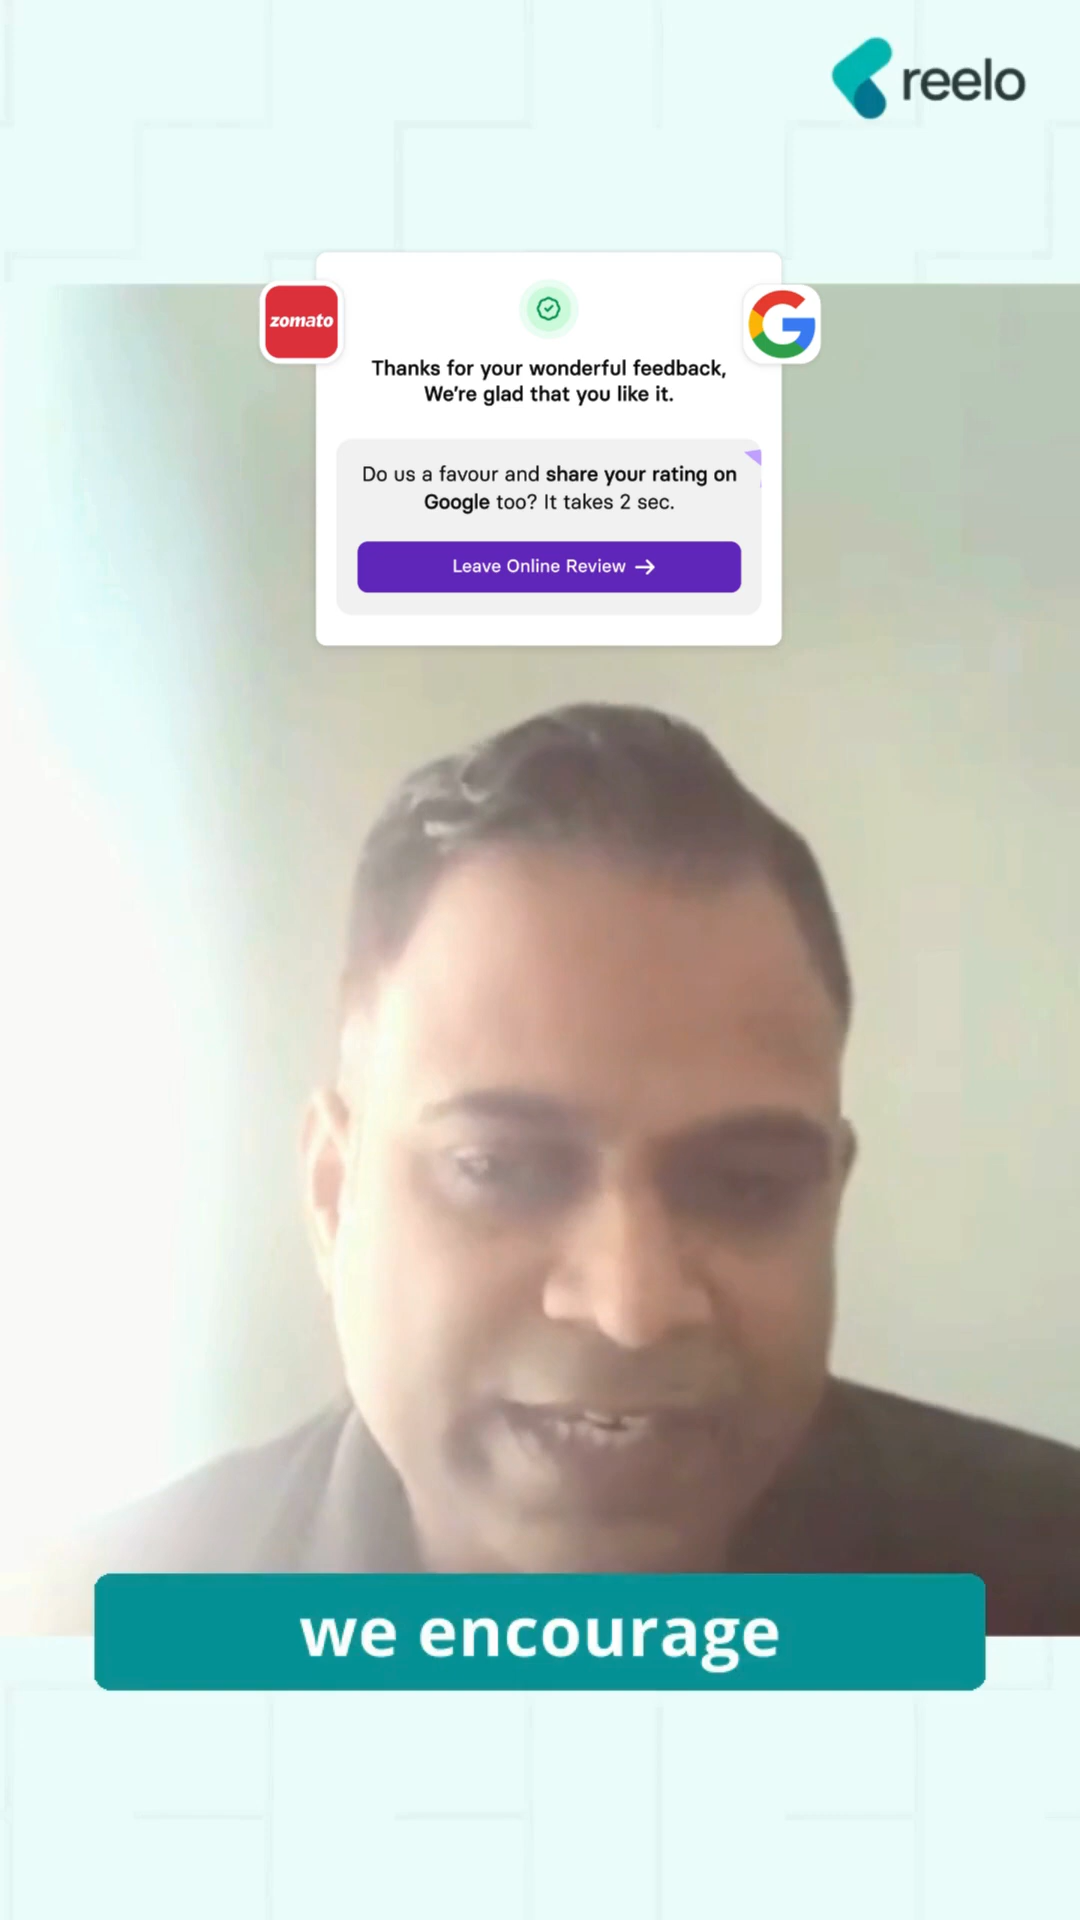 reelo
zomato
G
Thanks for your wonderful feedback,
We're glad that you like it.
Do us a favour and share your rating on
Google too? It takes 2 sec.
Leave Online Review →
we encourage